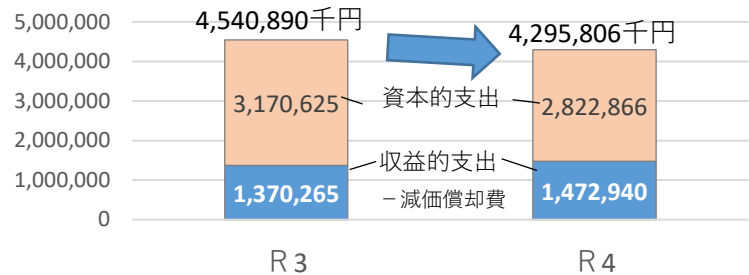 5,000,000
4,000,000
3,000,000
2,000,000
1,000,000
0
4,540,890千円
4,295,806千円
3,170,625
資本的支出
2,822,866
収益的支出
1,370,265
－減価償却費
1,472,940
Ｒ3
Ｒ4